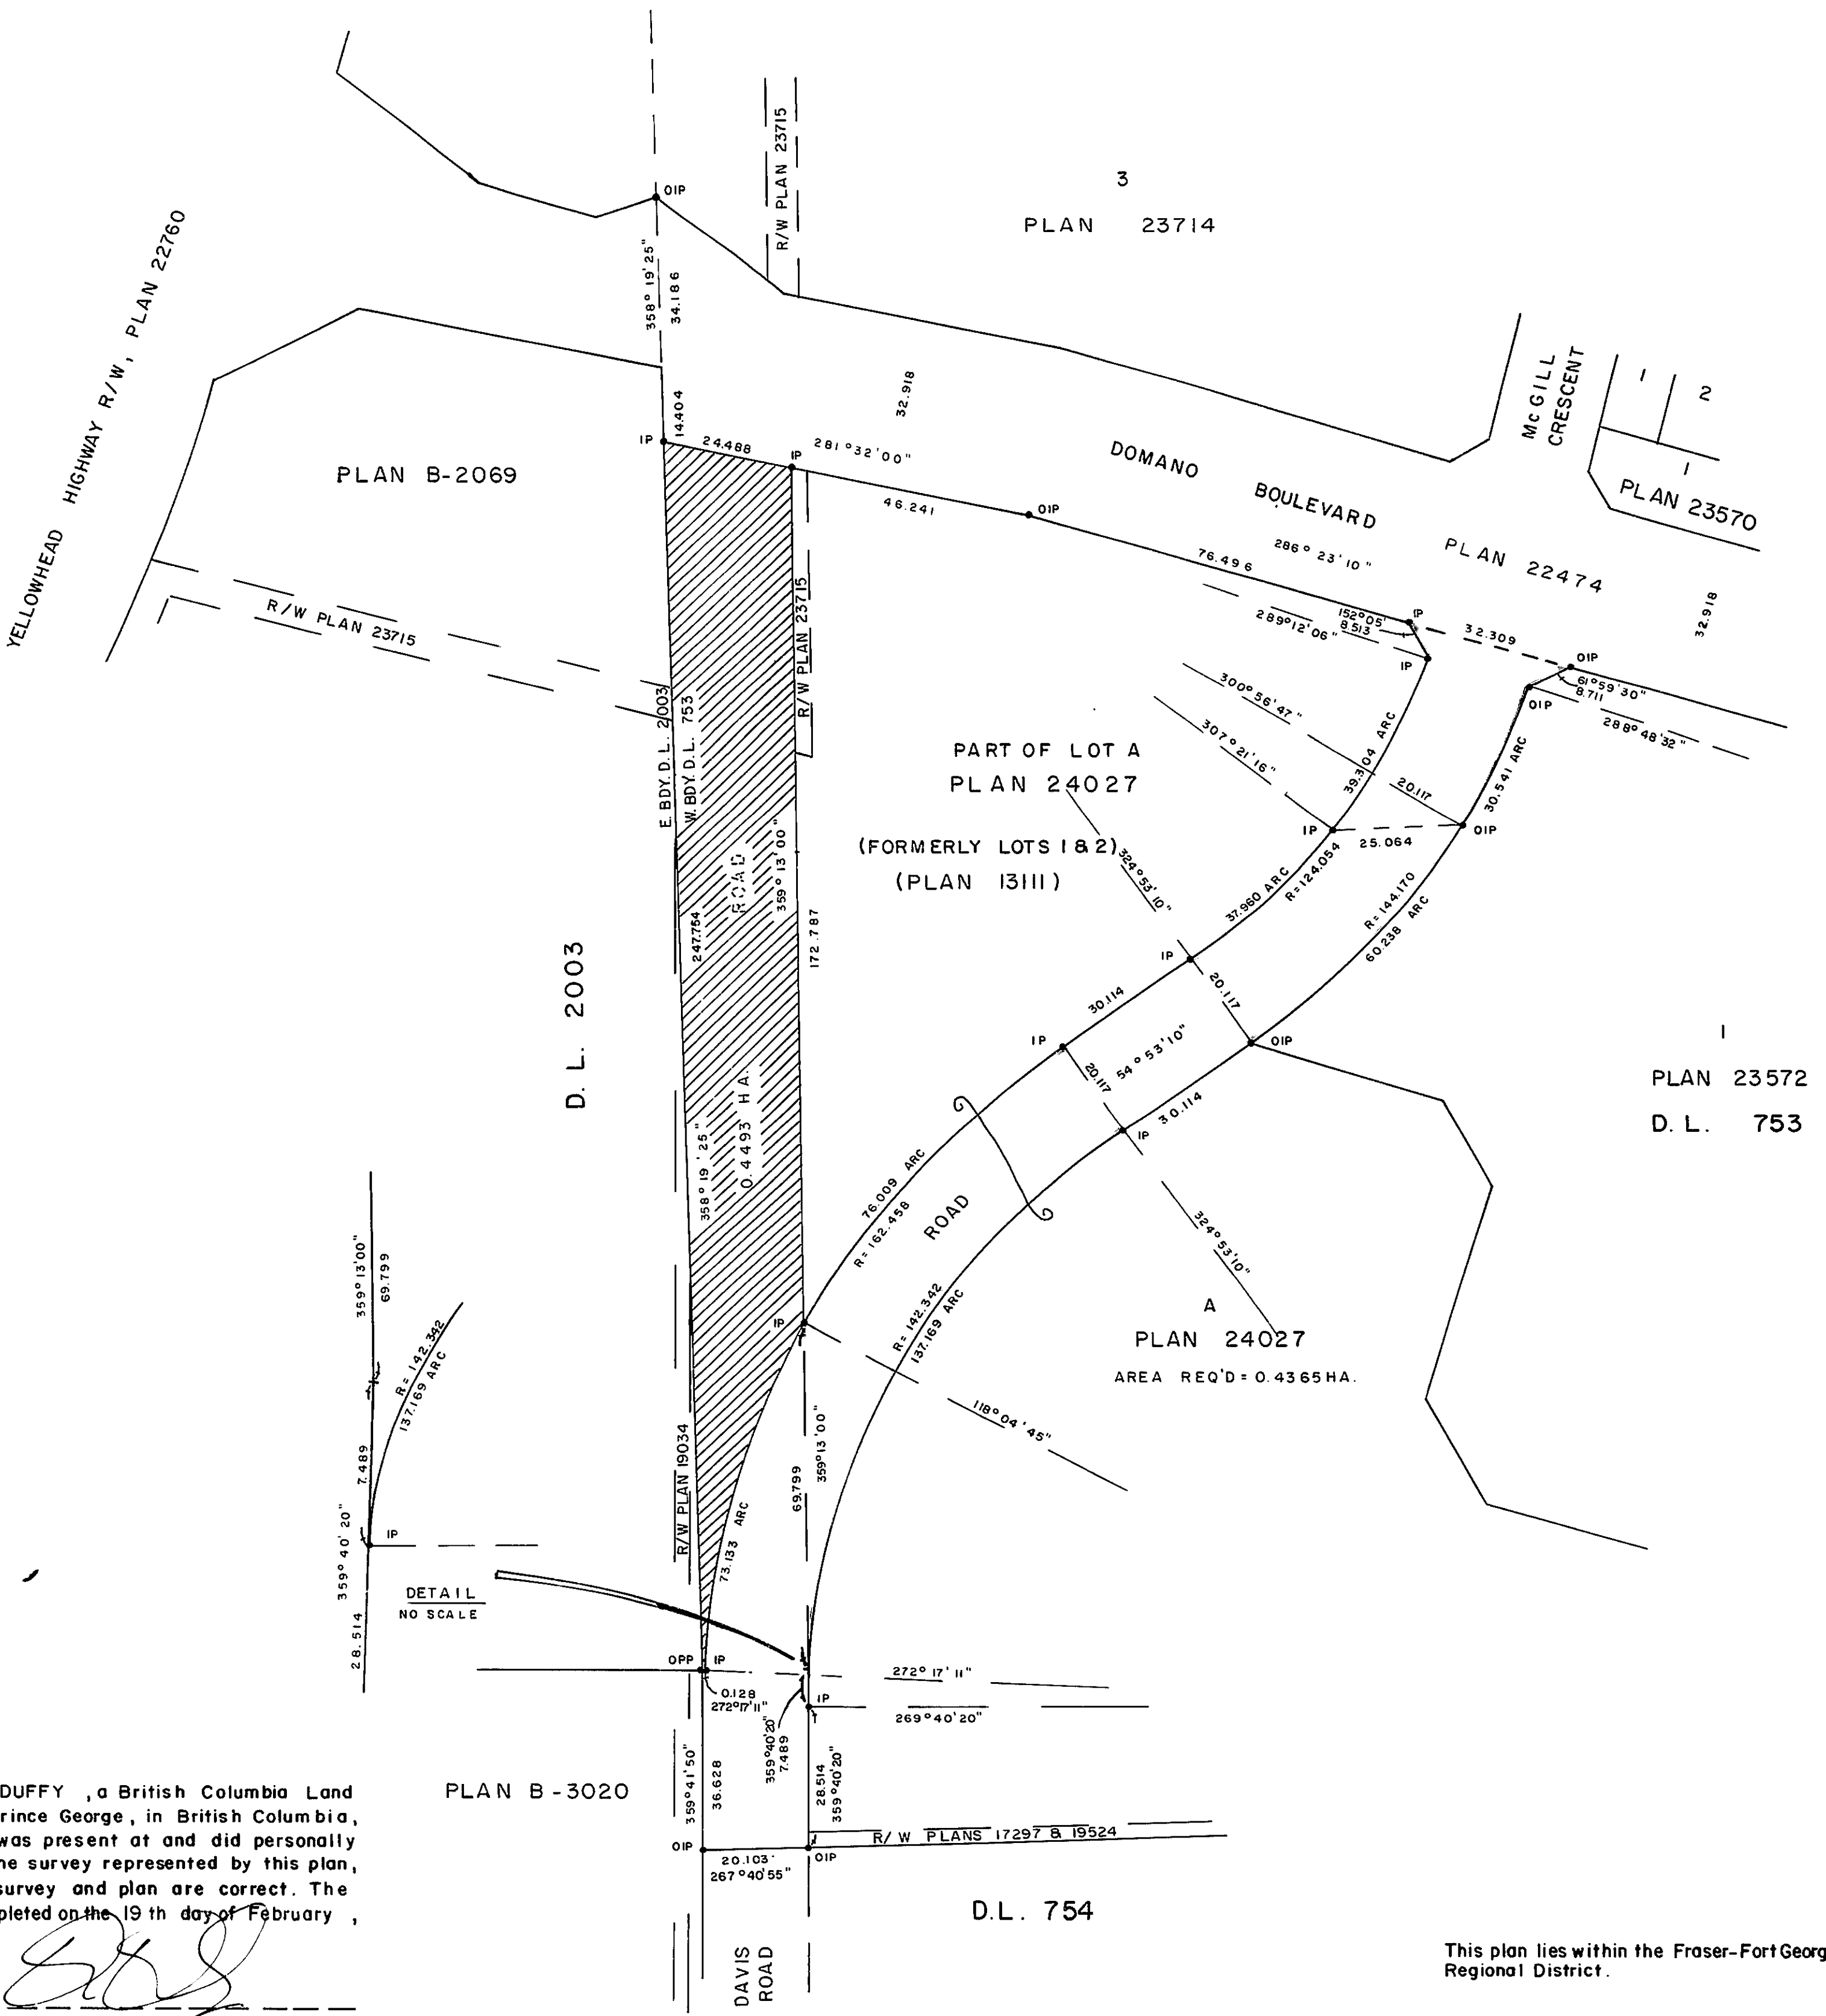 OIP
R/W PLAN 23715
3
PLAN 23714
YELLOWHEAD HIGHWAY R/W, PLAN 22760
358° 19' 25"
34.186
14.404
IP
24.488
IP
281°32'00"
32.918
46.241
OIP
PLAN B-2069
DOMANO BOULEVARD PLAN 22474
McGILL
CRESCENT
1
2
1
PLAN 23570
76.496
286° 23' 10"
152°05'
8.513
IP
289°12'06"
IP
32.309
32.918
OIP
61°59'30"
8.711
OIP
288°48'32"
R/W PLAN 23715
R/W PLAN 23715
E. BDY. D.L. 2003
W. BDY. D.L. 753
300°56'47"
307°21'16"
39.304 ARC
30.541 ARC
20.117
IP
25.064
OIP
PART OF LOT A
PLAN 24027
(FORMERLY LOTS 1 & 2)
(PLAN 13111)
324°53'10"
ROAD
359° 13' 00"
247.754
172.787
37.960 ARC
R=124.054
R=144.170
60.238 ARC
D. L. 2003
IP
20.117
30.114
IP
OIP
20.117
54°53'10"
30.114
IP
1
PLAN 23572
D. L. 753
358° 19' 25"
0.4493 HA.
76.009 ARC
R=162.458
ROAD
324°53'10"
R=142.342
137.169 ARC
A
PLAN 24027
AREA REQ'D = 0.4365HA.
IP
118°04'45"
359°13'00"
69.799
R=142.342
137.169 ARC
7.489
IP
359°40'20"
28.514
DETAIL
NO SCALE
R/W PLAN 19034
73.133 ARC
69.799
359°13'00"
OPP
IP
0.128
272°17'11"
272°17'11"
IP
269°40'20"
359°40'20"
7.489
359°41'50"
36.628
28.514
359°40'20"
PLAN B-3020
R/W PLANS 17297 & 19524
OIP
20.103
267°40'55"
OIP
D.L. 754
DAVIS
ROAD
DUFFY , a British Columbia Land
rince George, in British Columbia,
was present at and did personally
he survey represented by this plan,
survey and plan are correct. The
pleted on the 19 th day of February ,
This plan lies within the Fraser-Fort Georg
Regional District.